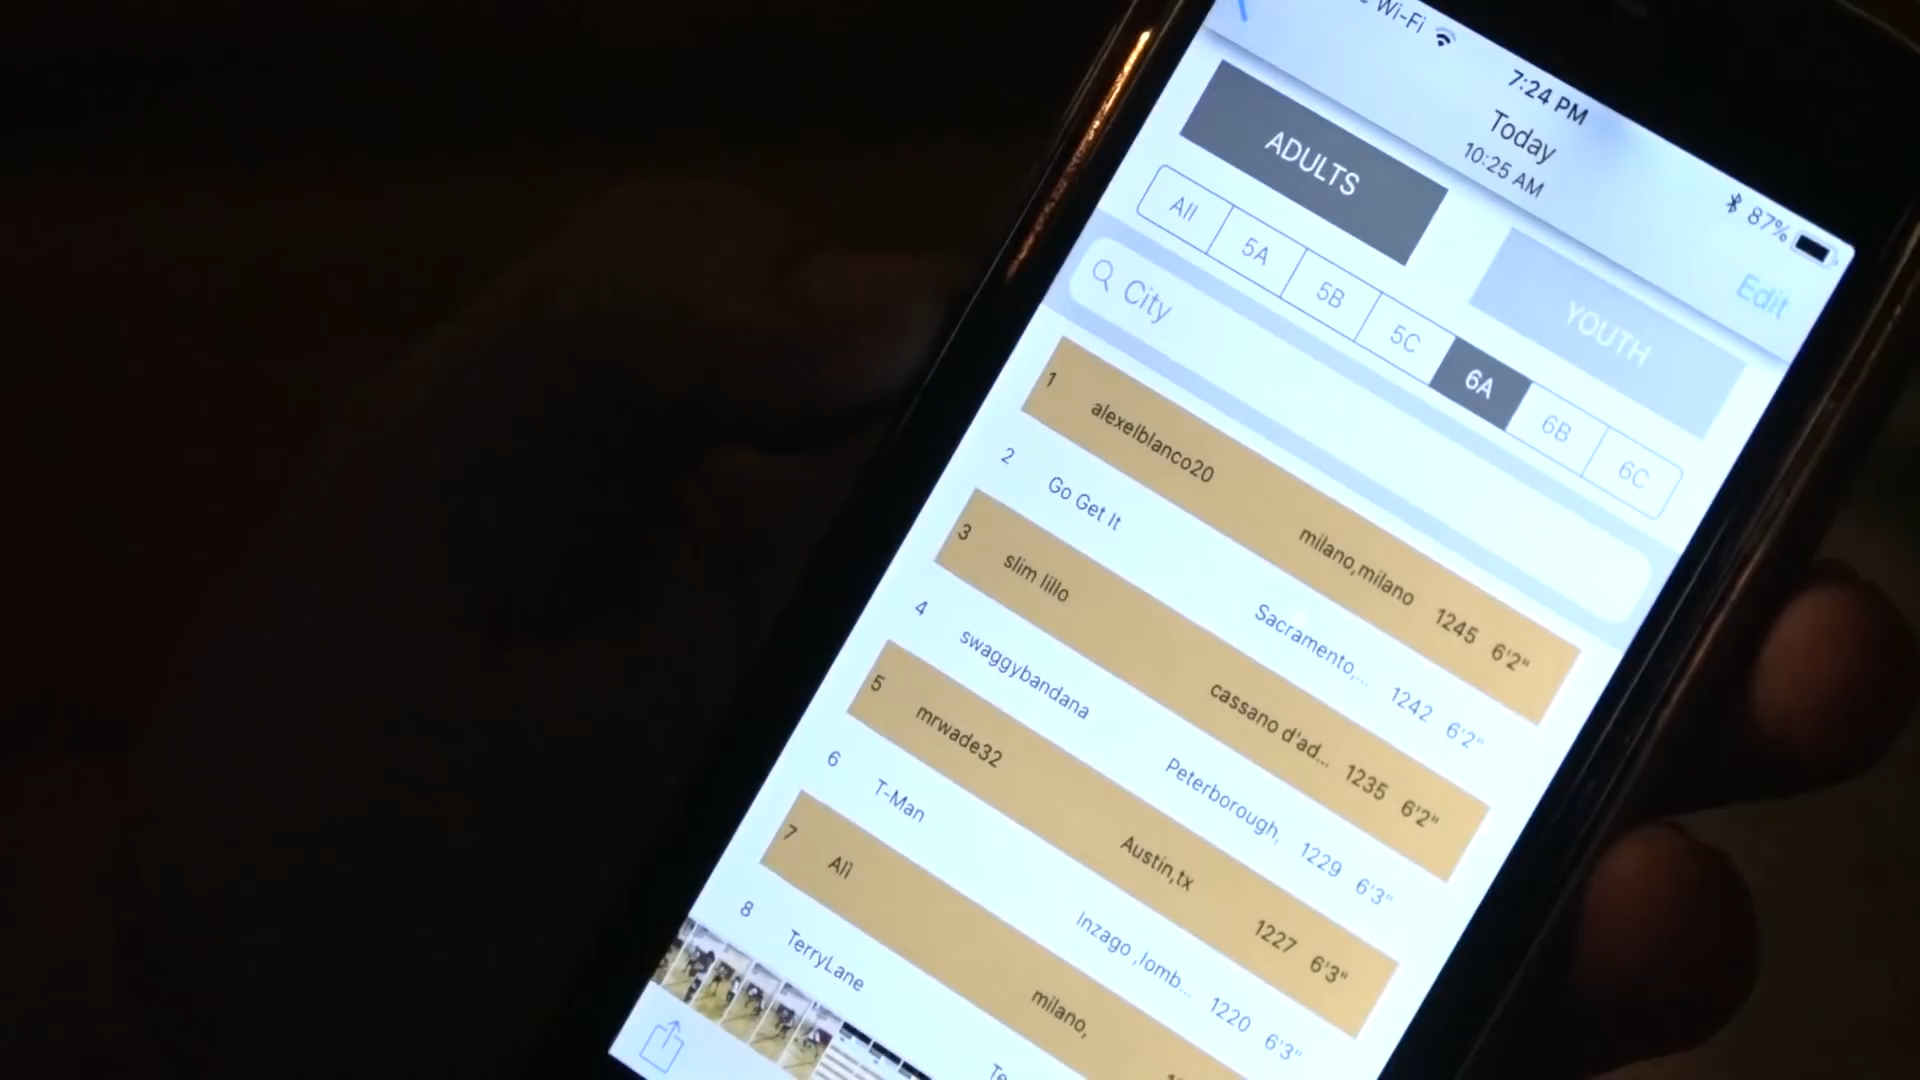 Wi-Fi
7:24 PM
87%
Today
10:25 AM
Edit
ADULTS
YOUTH
All 5A 5B 5C 6A 6B 6C
City
1 alexelblanco20 milano,milano 1245 6'2"
2 Go Get It Sacramento,... 1242 6'2"
3 slim lillo cassano d'ad... 1235 6'2"
4 swaggybandana Peterborough, 1229 6'3"
5 mrwade32 Austin,tx 1227 6'3"
6 T-Man Inzago ,lomb... 1220 6'3"
7 Alì milano,
8 TerryLane